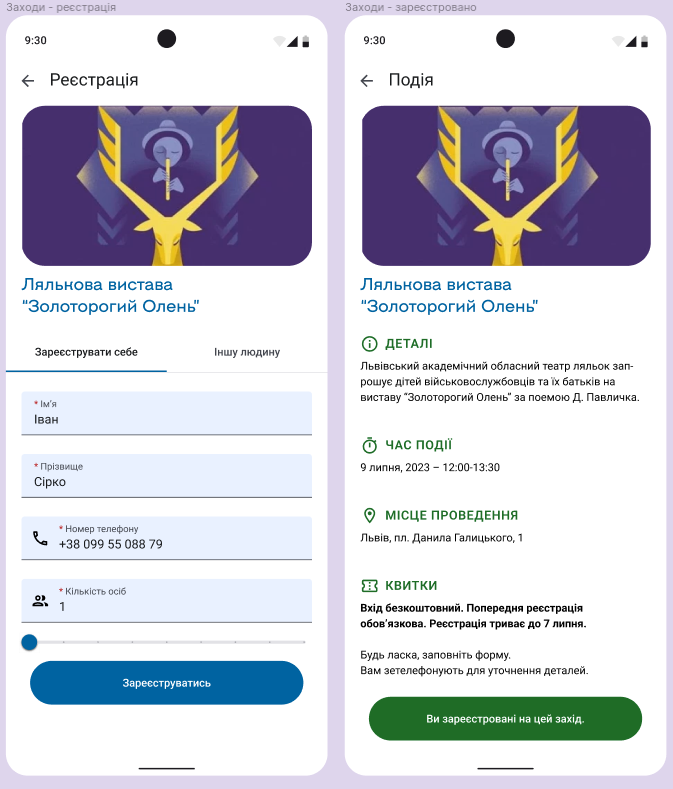 Заходи - реєстрація
9:30
Реєстрація
Лялькова вистава
“Золоторогий Олень”
Зареєструвати себе
Іншу людину
* Ім’я
Іван
* Прізвище
Сірко
* Номер телефону
+38 099 55 088 79
* Кількість осіб
1
Зареєструватись
Заходи - зареєстровано
9:30
Подія
Лялькова вистава
“Золоторогий Олень”
ДЕТАЛІ
Львівський академічний обласний театр ляльок зап-
рошує дітей військовослужбовців та їх батьків на
виставу “Золоторогий Олень” за поемою Д. Павличка.
ЧАС ПОДІЇ
9 липня, 2023 – 12:00-13:30
МІСЦЕ ПРОВЕДЕННЯ
Львів, пл. Данила Галицького, 1
КВИТКИ
Вхід безкоштовний. Попередня реєстрація
обов’язкова. Реєстрація триває до 7 липня.
Будь ласка, заповніть форму.
Вам зетелефонують для уточнення деталей.
Ви зареєстровані на цей захід.